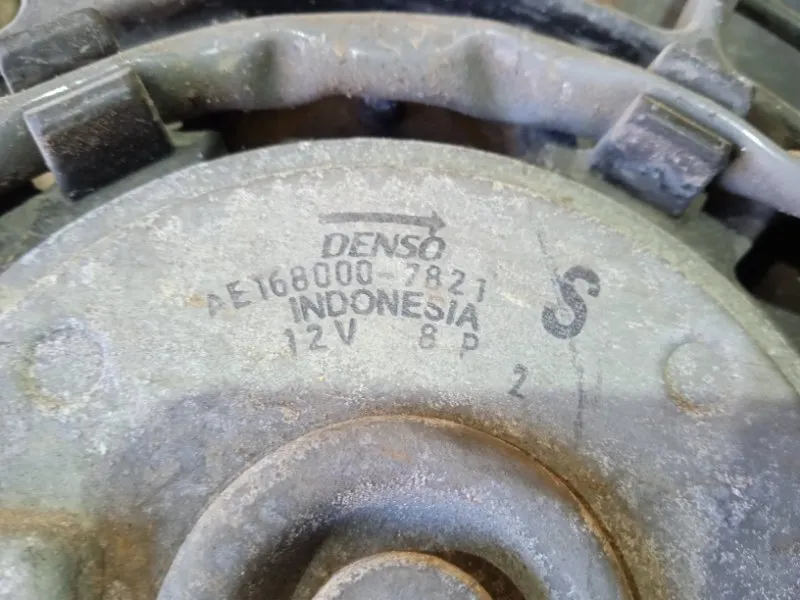 DENSO
AE168000-7821
INDONESIA
12V 8P
S
2